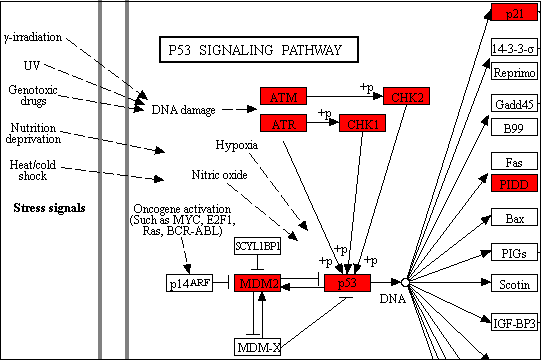 p21
γ-irradiation
P53 SIGNALING PATHWAY
14-3-3-σ
UV
Reprimo
Genotoxic
drugs
DNA damage
ATM
+p
CHK2
Gadd45
ATR
+p
CHK1
B99
Nutrition
deprivation
Hypoxia
Fas
Heat/cold
shock
Nitric oxide
PIDD
Stress signals
Oncogene activation
(Such as MYC, E2F1,
Ras, BCR-ABL)
Bax
SCYL1BP1
+p
+p
+p
PIGs
p14ARF
MDM2
p53
DNA
Scotin
MDM-X
IGF-BP3